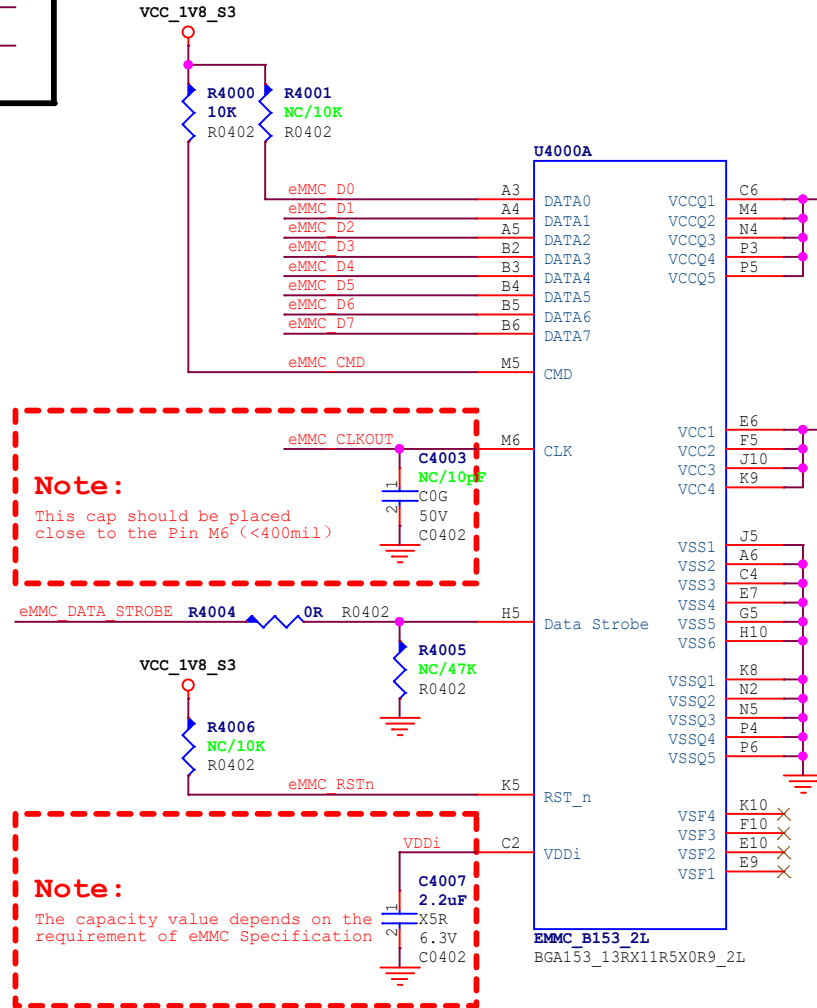 VCC_1V8_S3
R4000
10K
R0402
R4001
NC/10K
R0402
U4000A
eMMC_D0 A3 DATA0
eMMC_D1 A4 DATA1
eMMC_D2 A5 DATA2
eMMC_D3 B2 DATA3
eMMC_D4 B3 DATA4
eMMC_D5 B4 DATA5
eMMC_D6 B5 DATA6
eMMC_D7 B6 DATA7
eMMC_CMD M5 CMD
VCCQ1 C6
VCCQ2 M4
VCCQ3 N4
VCCQ4 P3
VCCQ5 P5
eMMC_CLKOUT M6 CLK
C4003
NC/10pF
C0G
50V
C0402
1
2
Note:
This cap should be placed
close to the Pin M6 (<400mil)
VCC1 E6
VCC2 F5
VCC3 J10
VCC4 K9
VSS1 J5
VSS2 A6
VSS3 C4
VSS4 E7
VSS5 G5
VSS6 H10
eMMC_DATA_STROBE R4004 0R R0402 H5 Data Strobe
R4005
NC/47K
R0402
VCC_1V8_S3
R4006
NC/10K
R0402
eMMC_RSTn K5 RST_n
VSSQ1 K8
VSSQ2 N2
VSSQ3 N5
VSSQ4 P4
VSSQ5 P6
VSF4 K10
VSF3 F10
VSF2 E10
VSF1 E9
VDDi C2 VDDi
C4007
2.2uF
X5R
6.3V
C0402
1
2
Note:
The capacity value depends on the
requirement of eMMC Specification
EMMC_B153_2L
BGA153_13RX11R5X0R9_2L